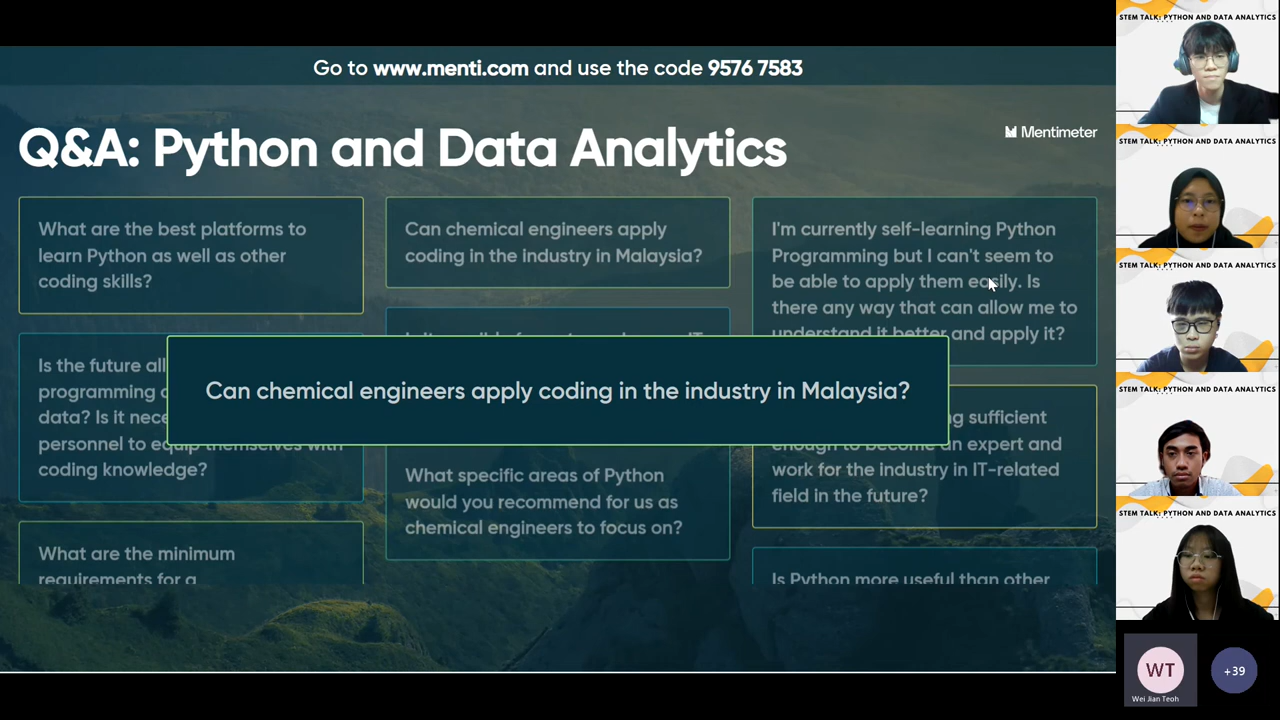 Go to www.menti.com and use the code 9576 7583
Q&A: Python and Data Analytics
Mentimeter
What are the best platforms to
learn Python as well as other
coding skills?
Can chemical engineers apply
coding in the industry in Malaysia?
I'm currently self-learning Python
Programming but I can't seem to
be able to apply them easily. Is
there any way that can allow me to
understand it better and apply it?
Is the future all
programming
data? Is it nece
personnel to equip themselves with
coding knowledge?
Can chemical engineers apply coding in the industry in Malaysia?
What specific areas of Python
would you recommend for us as
chemical engineers to focus on?
ng sufficient
enough to become an expert and
work for the industry in IT-related
field in the future?
What are the minimum
requirements for a
Is Python more useful than other
STEM TALK: PYTHON AND DATA ANALYTICS
STEM TALK: PYTHON AND DATA ANALYTICS
STEM TALK: PYTHON AND DATA ANALYTICS
STEM TALK: PYTHON AND DATA ANALYTICS
STEM TALK: PYTHON AND DATA ANALYTICS
WT
Wei Jian Teoh
+39